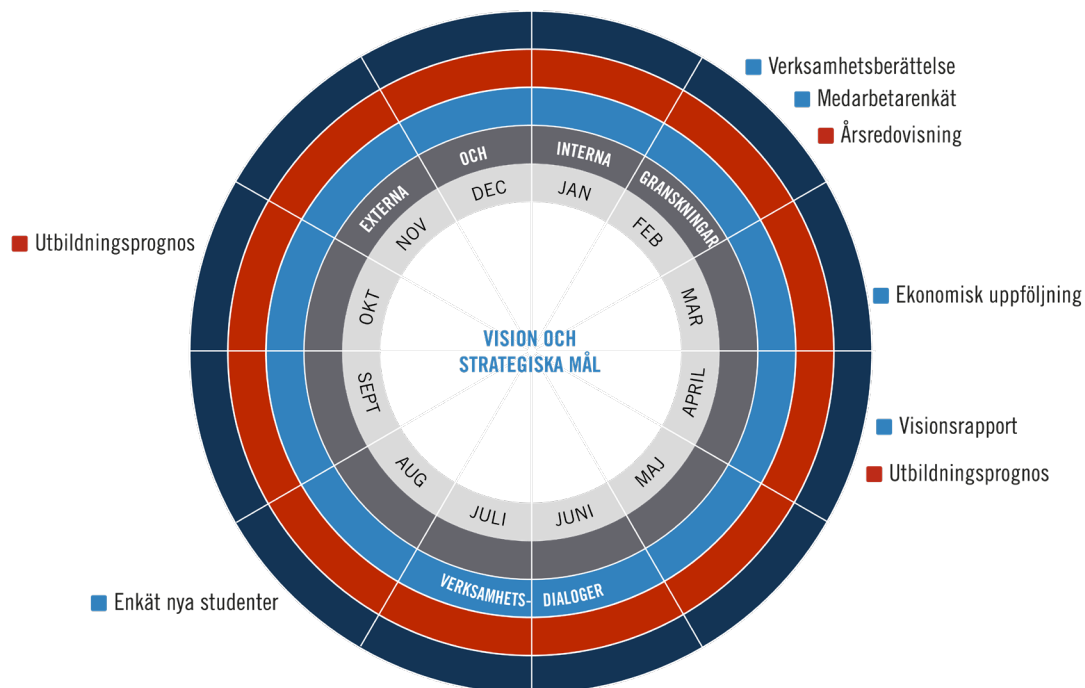 Verksamhetsberättelse
Medarbetarenkät
Årsredovisning
Utbildningsprognos
Ekonomisk uppföljning
Visionsrapport
Utbildningsprognos
Enkät nya studenter
EXTERNA OCH INTERNA GRANSKNINGAR
JAN
FEB
MAR
APRIL
MAJ
JUNI
JULI
AUG
SEPT
OKT
NOV
DEC
VISION OCH
STRATEGISKA MÅL
VERKSAMHETS- DIALOGER